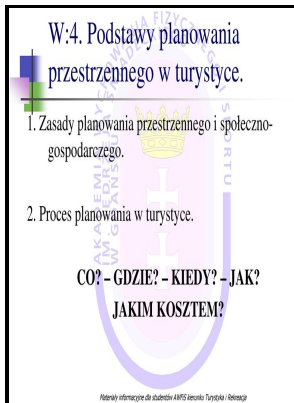 W:4. Podstawy planowania
przestrzennego w turystyce.
1. Zasady planowania przestrzennego i społeczno-
gospodarczego.
2. Proces planowania w turystyce.
CO? – GDZIE? – KIEDY? – JAK?
JAKIM KOSZTEM?
Materiały informacyjne dla studentów AWFiS kierunku Turystyka i Rekreacja